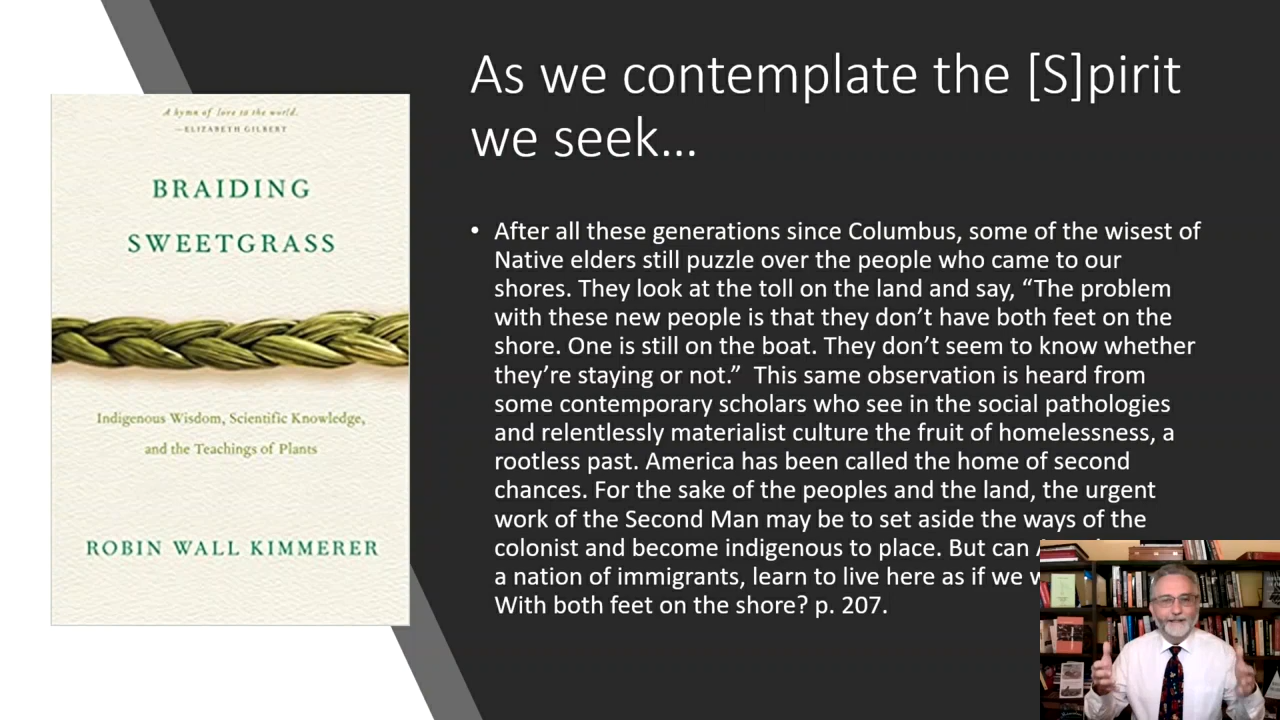 A hymn of love to the world.
—ELIZABETH GILBERT
BRAIDING
SWEETGRASS
Indigenous Wisdom, Scientific Knowledge,
and the Teachings of Plants
ROBIN WALL KIMMERER
As we contemplate the [S]pirit
we seek...
• After all these generations since Columbus, some of the wisest of
Native elders still puzzle over the people who came to our
shores. They look at the toll on the land and say, “The problem
with these new people is that they don’t have both feet on the
shore. One is still on the boat. They don’t seem to know whether
they’re staying or not.”  This same observation is heard from
some contemporary scholars who see in the social pathologies
and relentlessly materialist culture the fruit of homelessness, a
rootless past. America has been called the home of second
chances. For the sake of the peoples and the land, the urgent
work of the Second Man may be to set aside the ways of the
colonist and become indigenous to place. But can
a nation of immigrants, learn to live here as if we
With both feet on the shore? p. 207.